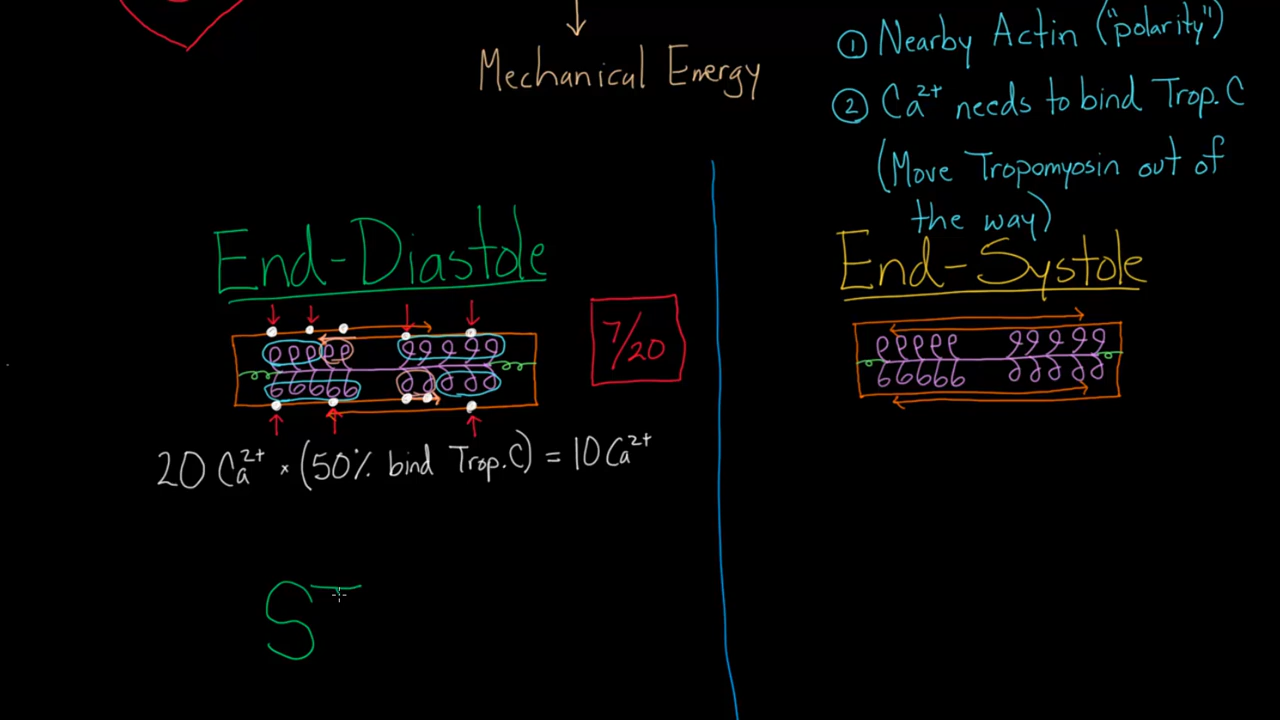 Mechanical Energy
① Nearby Actin ("polarity")
② Ca²⁺ needs to bind Trop. C
(Move Tropomyosin out of
the way)
End-Diastole
7/20
20 Ca²⁺ × (50% bind Trop. C) = 10 Ca²⁺
ST
End-Systole